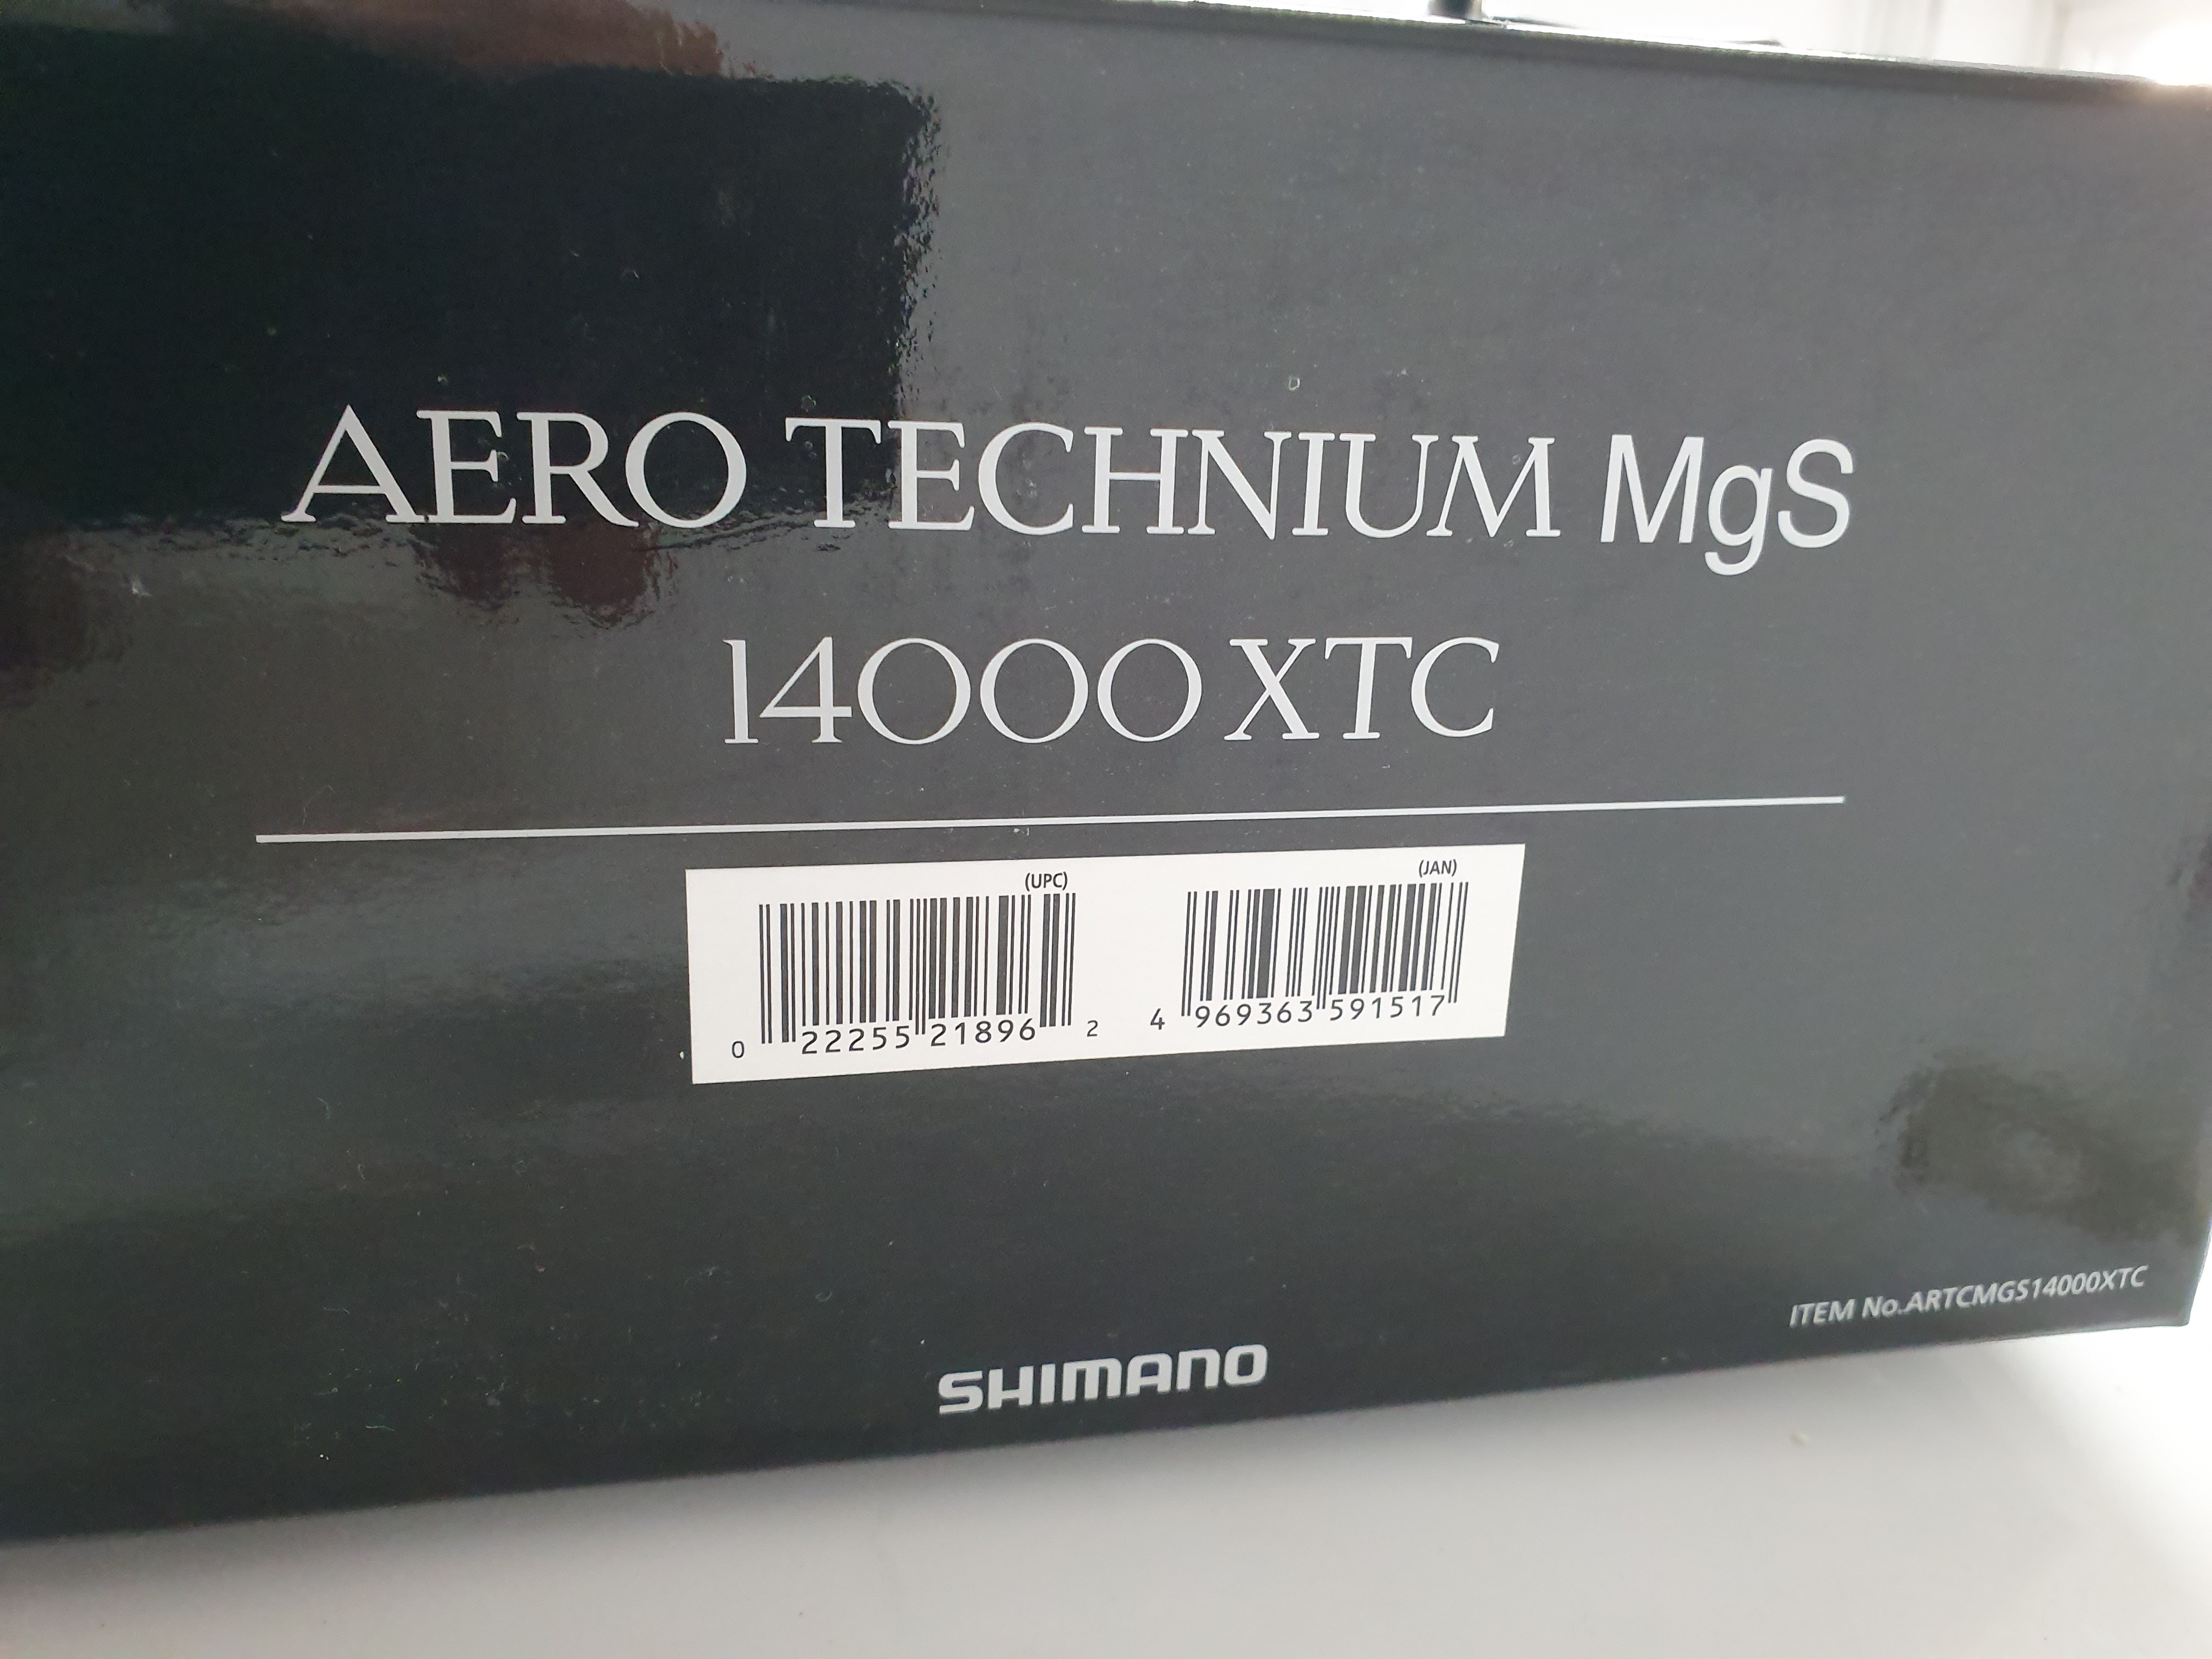 AERO TECHNIUM MgS
14000 XTC
(UPC)
0 22255 21896 2
(JAN)
4 969363 591517
ITEM No.ARTCMGS14000XTC
SHIMANO